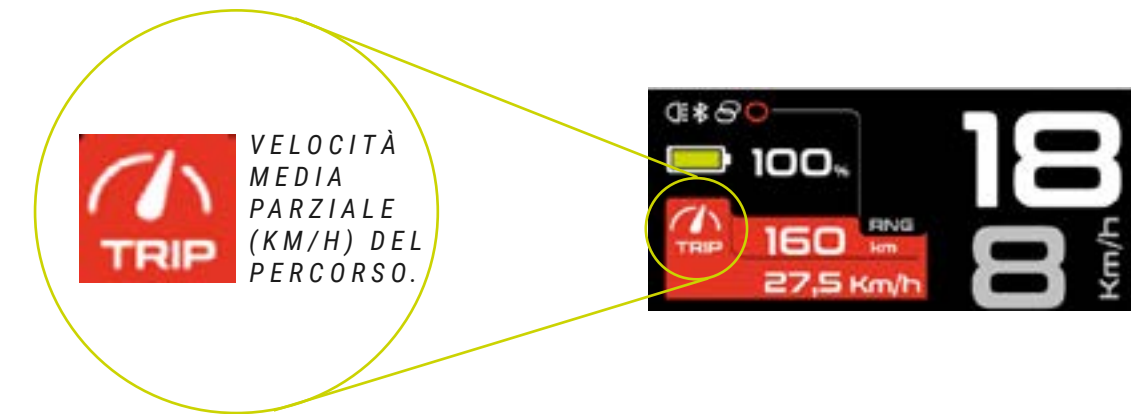 TRIP
VELOCITÀ
MEDIA
PARZIALE
(KM/H) DEL
PERCORSO.
100%
TRIP
160 km RNG
27,5 Km/h
18
8
Km/h